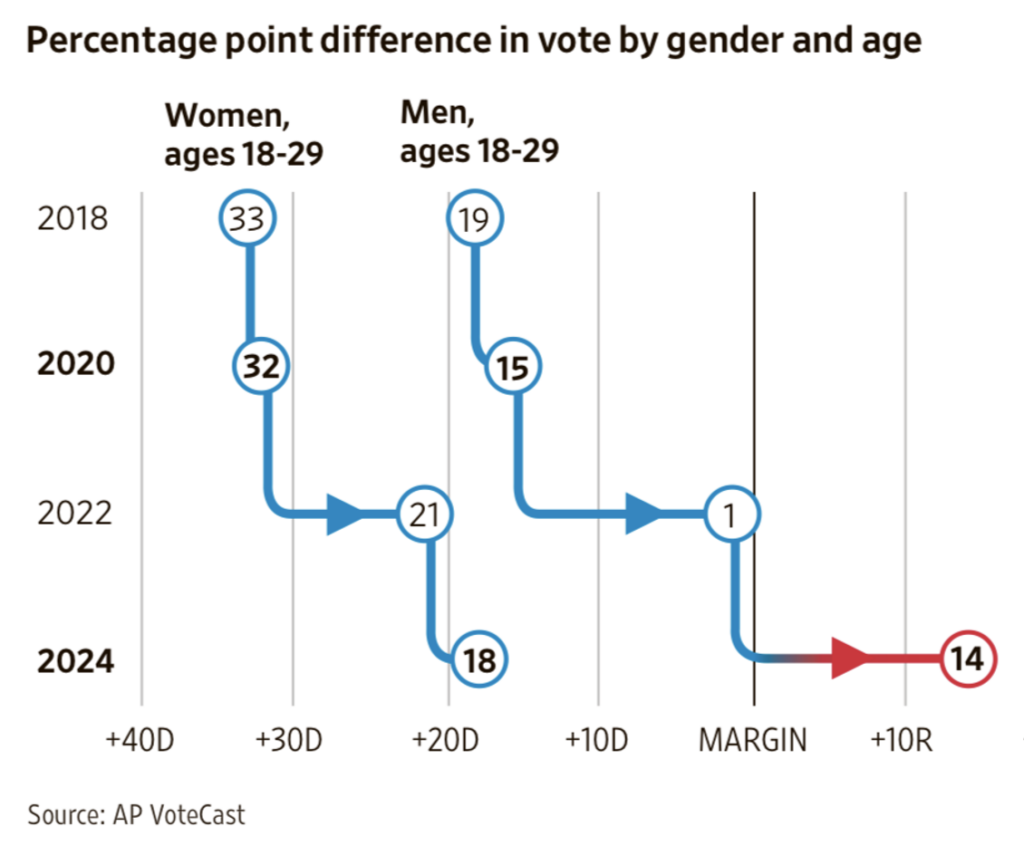 Percentage point difference in vote by gender and age
Women,
ages 18-29
Men,
ages 18-29
2018
33
19
2020
32
15
2022
21
1
2024
18
14
+40D
+30D
+20D
+10D
MARGIN
+10R
Source: AP VoteCast